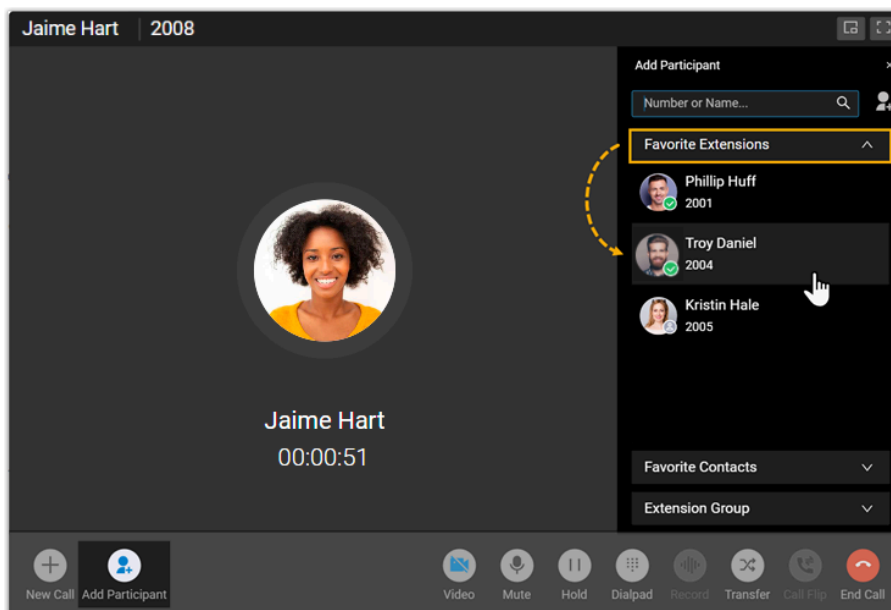 Jaime Hart 2008
Add Participant
Number or Name...
Favorite Extensions
Phillip Huff
2001
Troy Daniel
2004
Kristin Hale
2005
Jaime Hart
00:00:51
Favorite Contacts
Extension Group
New Call Add Participant Video Mute Hold Dialpad Record Transfer Call Flip End Call